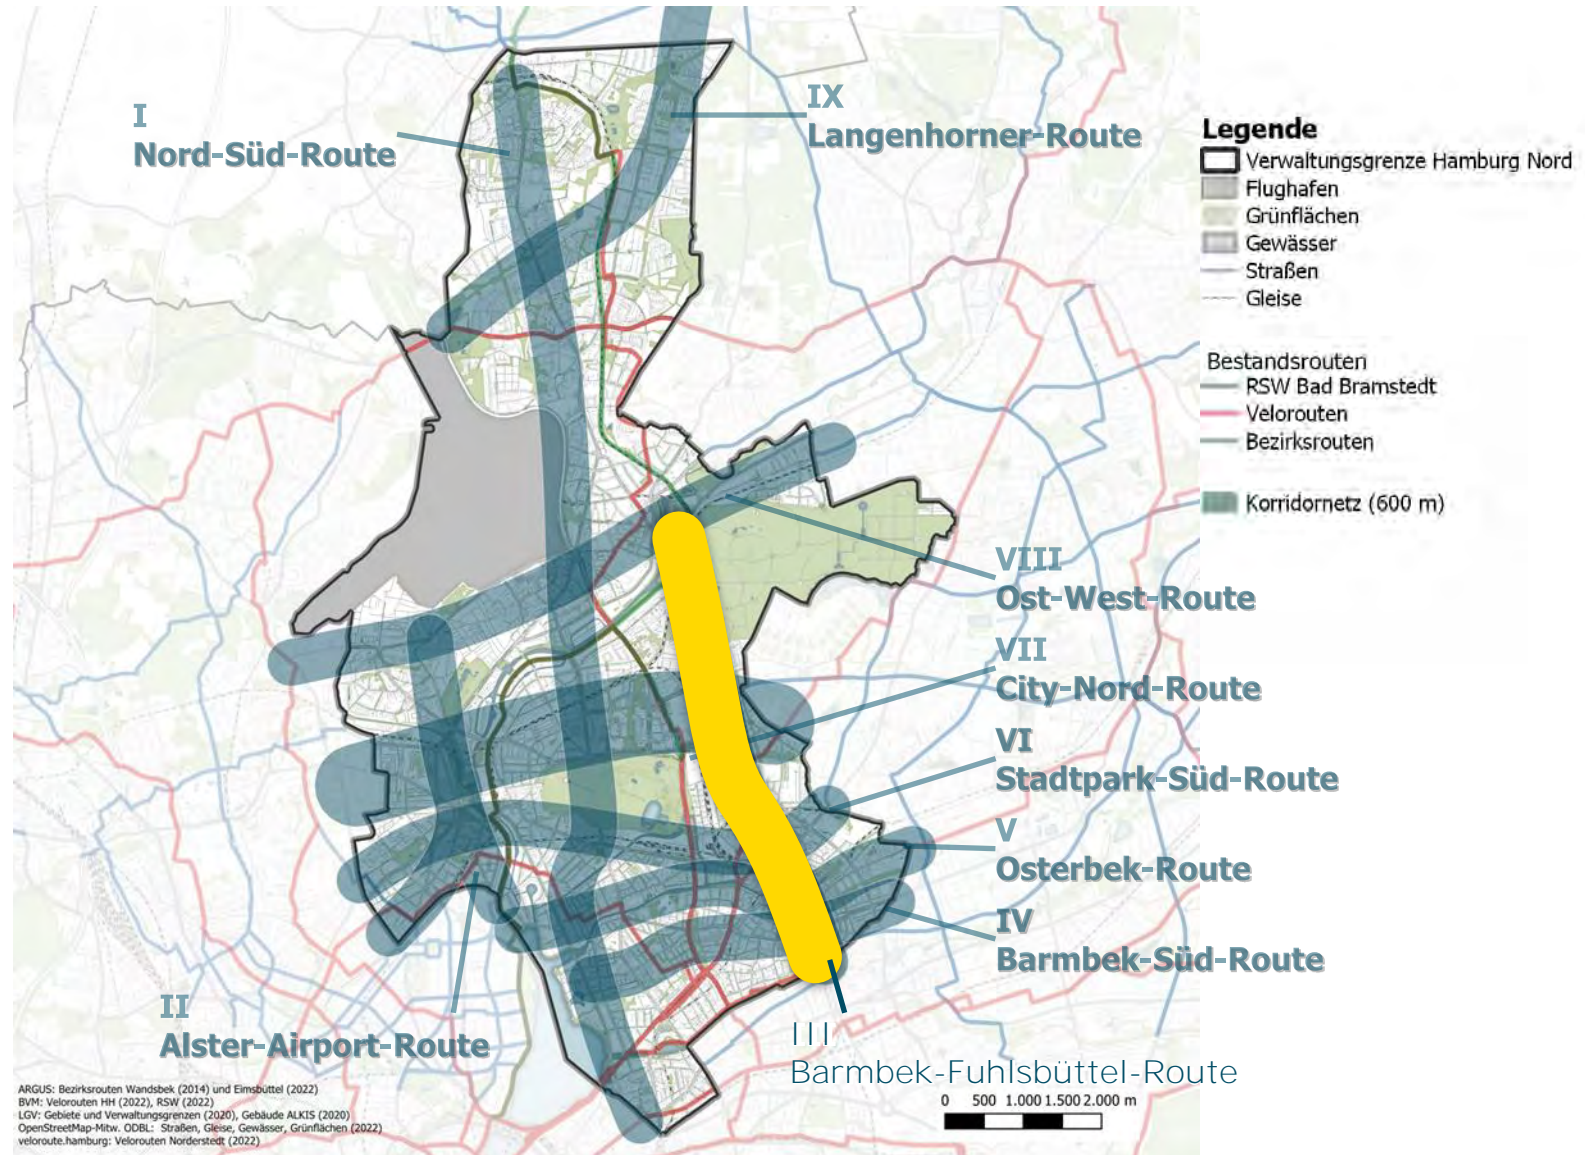 I
Nord-Süd-Route
IX
Langenhorner-Route
Legende
Verwaltungsgrenze Hamburg Nord
Flughafen
Grünflächen
Gewässer
Straßen
Gleise
Bestandsrouten
RSW Bad Bramstedt
Velorouten
Bezirksrouten
Korridornetz (600 m)
VIII
Ost-West-Route
VII
City-Nord-Route
VI
Stadtpark-Süd-Route
V
Osterbek-Route
IV
Barmbek-Süd-Route
II
Alster-Airport-Route
III
Barmbek-Fuhlsbüttel-Route
0 500 1.000 1.500 2.000 m
ARGUS: Bezirksrouten Wandsbek (2014) und Eimsbüttel (2022)
BVM: Velorouten HH (2022), RSW (2022)
LGV: Gebiete und Verwaltungsgrenzen (2020), Gebäude ALKIS (2020)
OpenStreetMap-Mitw. ODBL: Straßen, Gleise, Gewässer, Grünflächen (2022)
veloroute.hamburg: Velorouten Norderstedt (2022)